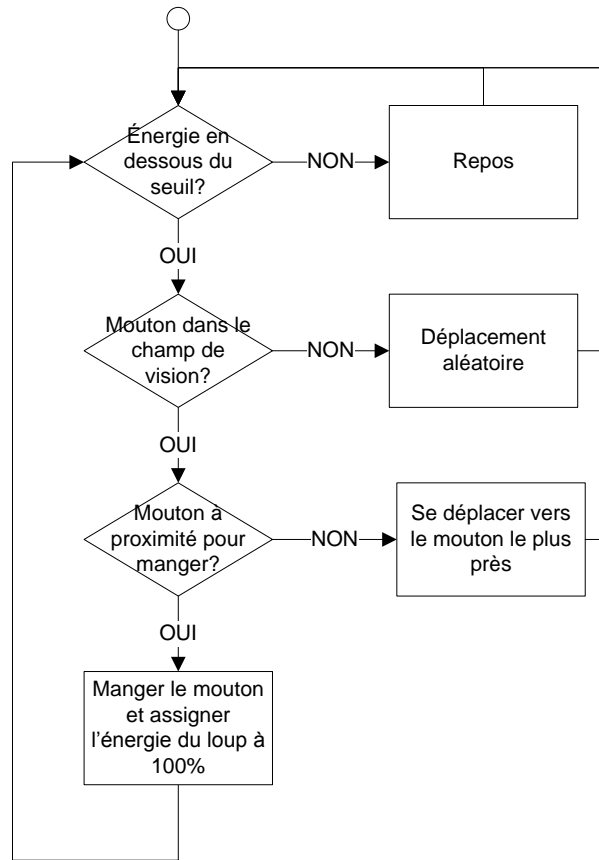 Énergie en
dessous du
seuil?
NON
Repos
OUI
Mouton dans le
champ de
vision?
NON
Déplacement
aléatoire
OUI
Mouton à
proximité pour
manger?
NON
Se déplacer vers
le mouton le plus
près
OUI
Manger le mouton
et assigner
l’énergie du loup à
100%